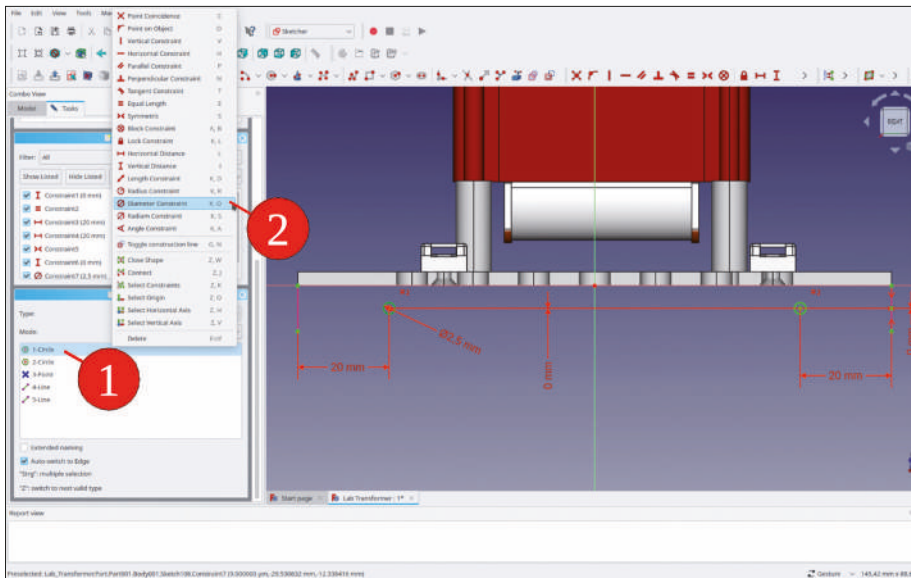 File Edit View Tools
Point Coincidence C
Point on Object O
Vertical Constraint V
Horizontal Constraint H
Parallel Constraint P
Perpendicular Constraint N
Tangent Constraint T
Equal Length E
Symmetric S
Block Constraint K, B
Lock Constraint K, L
Horizontal Distance L
Vertical Distance I
Length Constraint K, D
Radius Constraint K, R
Diameter Constraint K, O
Radiam Constraint K, S
Angle Constraint K, A
Toggle construction line G, N
Close Shape Z, W
Connect Z, J
Select Constraints Z, K
Select Origin Z, O
Select Horizontal Axis Z, H
Select Vertical Axis Z, V
Delete Entf
Sketcher
Combo View
Model Tasks
Filter: All
Show Listed Hide Listed
Constraint1 (0 mm)
Constraint2
Constraint3 (20 mm)
Constraint4 (20 mm)
Constraint5
Constraint6 (0 mm)
Constraint7 (2,5 mm)
Type:
Mode:
1-Circle
2-Circle
3-Point
4-Line
5-Line
Extended naming
Auto-switch to Edge
"Strg": multiple selection
"Z": switch to next valid type
1
2
RIGHT
Ø2,5 mm
20 mm
0 mm
20 mm
Start page
Lab Transformer : 1*
Report view
Gesture